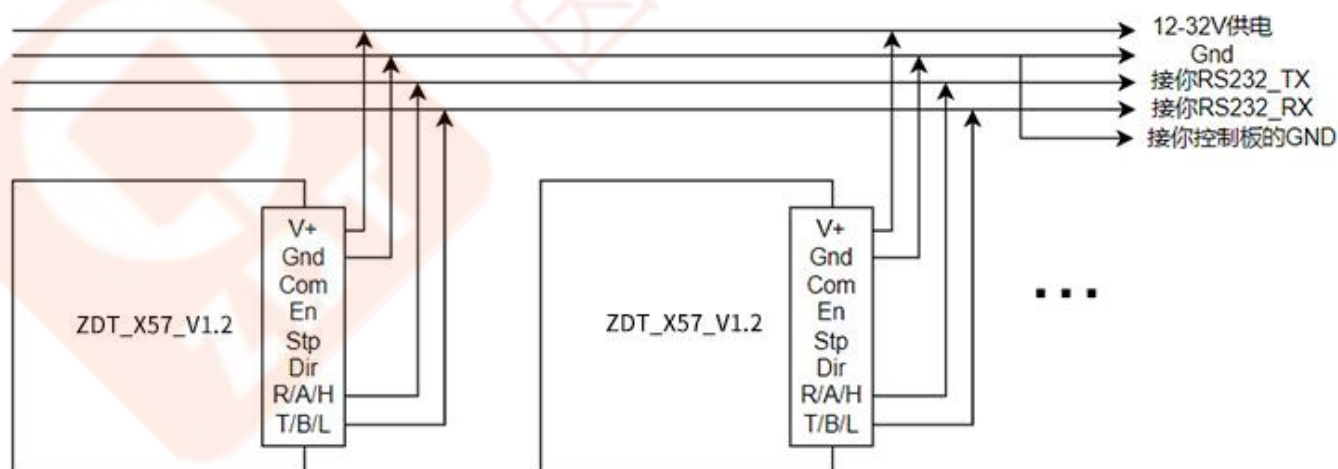 12-32V供电
Gnd
接你RS232_TX
接你RS232_RX
接你控制板的GND
ZDT_X57_V1.2
V+
Gnd
Com
En
Stp
Dir
R/A/H
T/B/L
ZDT_X57_V1.2
V+
Gnd
Com
En
Stp
Dir
R/A/H
T/B/L
...